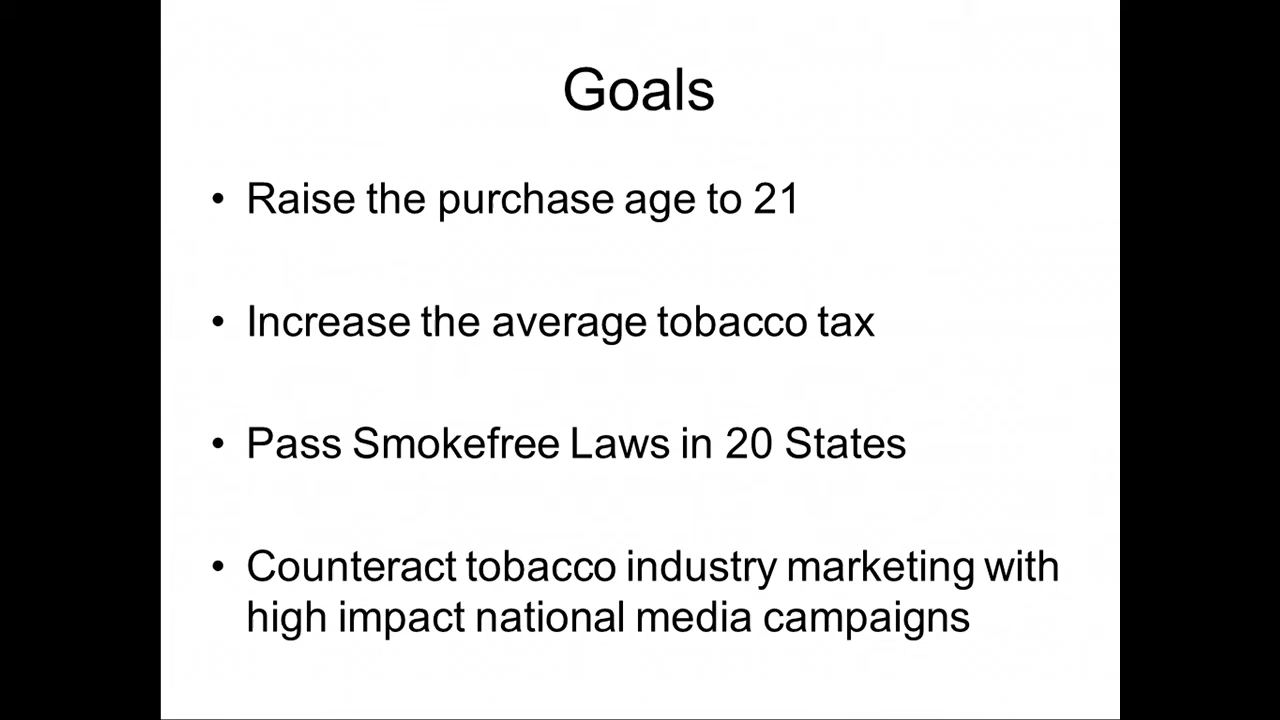 Goals
• Raise the purchase age to 21
• Increase the average tobacco tax
• Pass Smokefree Laws in 20 States
• Counteract tobacco industry marketing with
high impact national media campaigns